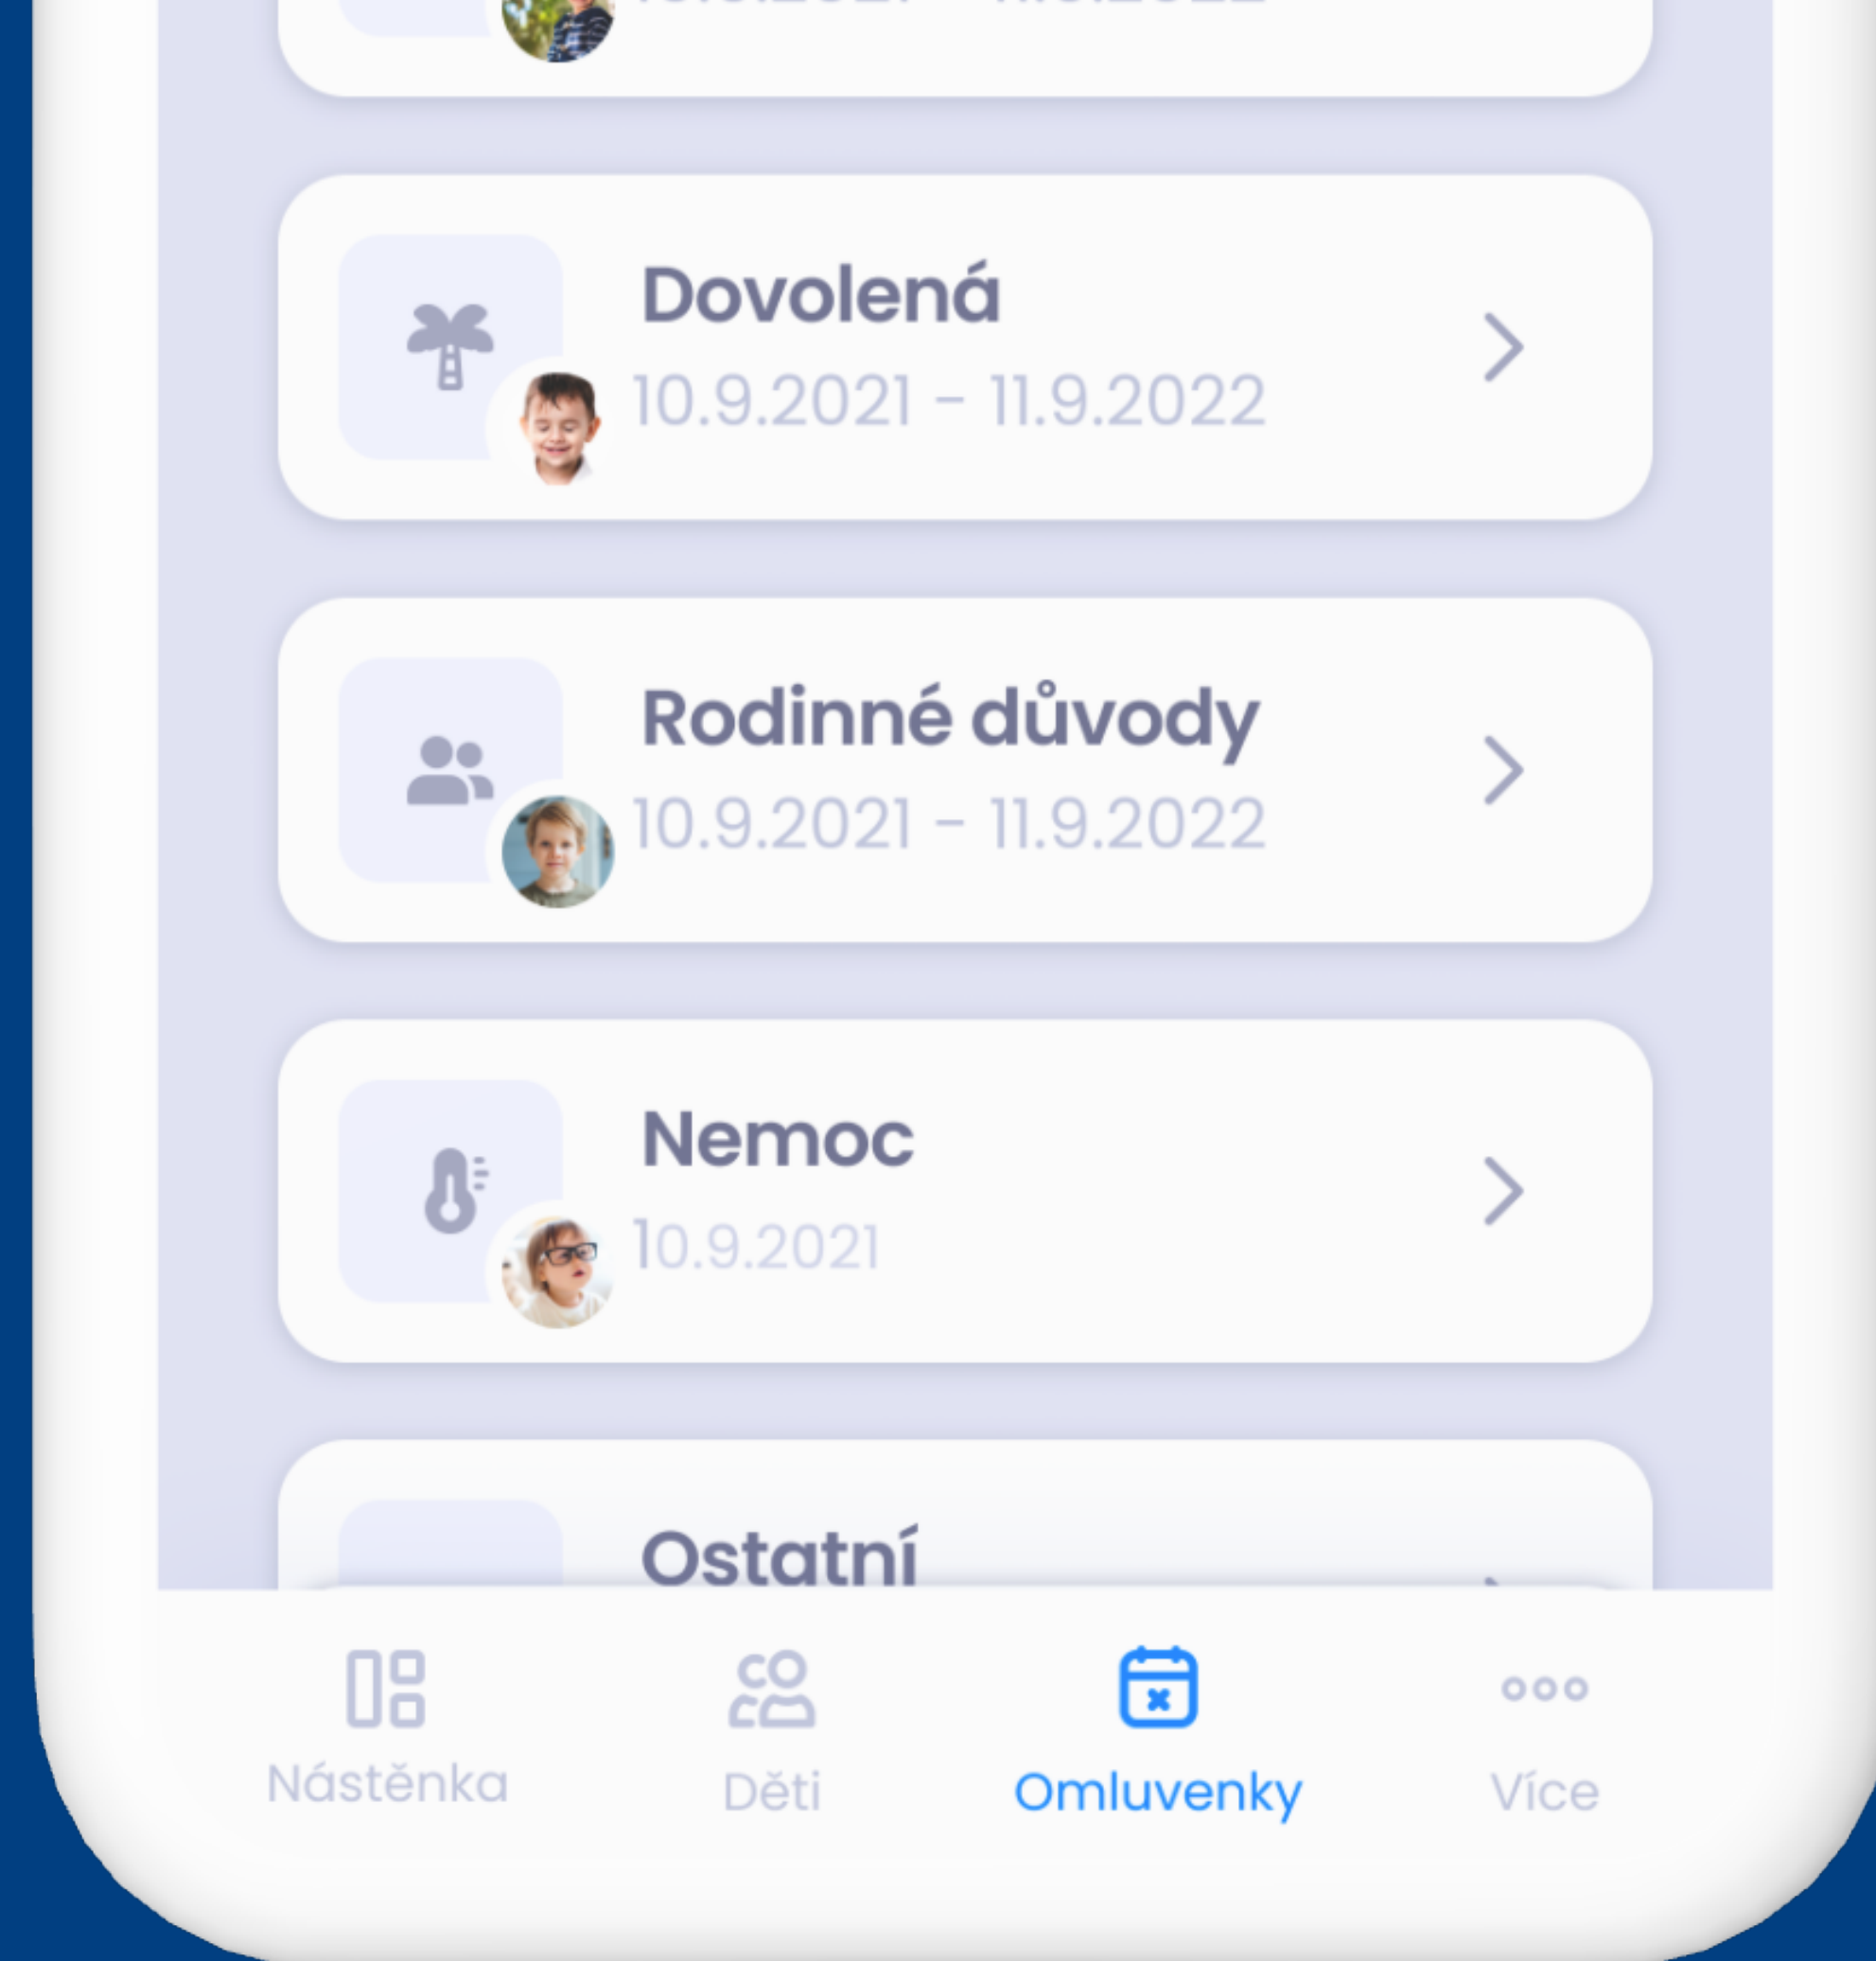 Dovolená
10.9.2021 – 11.9.2022
Rodinné důvody
10.9.2021 – 11.9.2022
Nemoc
10.9.2021
Ostatní
Nástěnka
Děti
Omluvenky
Více